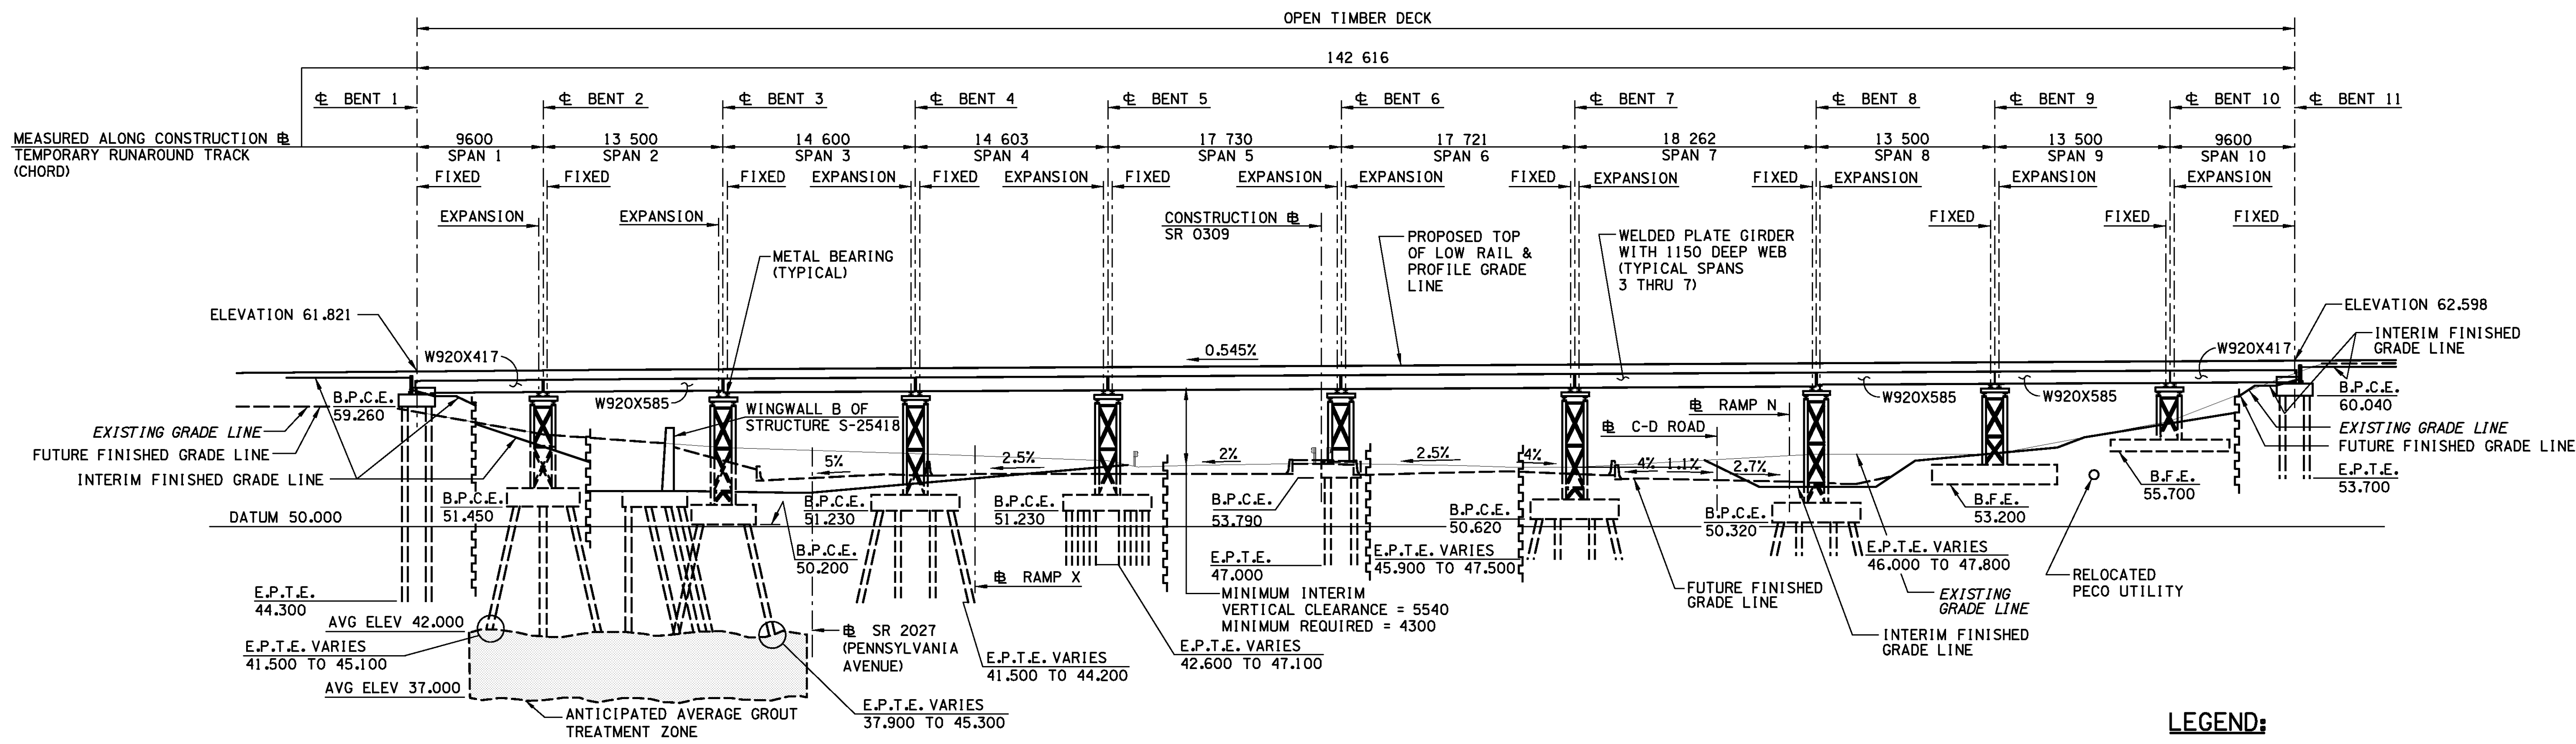 OPEN TIMBER DECK
142 616
℄ BENT 1
℄ BENT 2
℄ BENT 3
℄ BENT 4
℄ BENT 5
℄ BENT 6
℄ BENT 7
℄ BENT 8
℄ BENT 9
℄ BENT 10
℄ BENT 11
MEASURED ALONG CONSTRUCTION ⅊
TEMPORARY RUNAROUND TRACK
(CHORD)
9600
SPAN 1
13 500
SPAN 2
14 600
SPAN 3
14 603
SPAN 4
17 730
SPAN 5
17 721
SPAN 6
18 262
SPAN 7
13 500
SPAN 8
13 500
SPAN 9
9600
SPAN 10
FIXED
FIXED
FIXED
EXPANSION
FIXED
EXPANSION
FIXED
EXPANSION
EXPANSION
FIXED
EXPANSION
FIXED
EXPANSION
EXPANSION
EXPANSION
EXPANSION
EXPANSION
FIXED
FIXED
FIXED
CONSTRUCTION ⅊
SR 0309
METAL BEARING
(TYPICAL)
PROPOSED TOP
OF LOW RAIL &
PROFILE GRADE
LINE
WELDED PLATE GIRDER
WITH 1150 DEEP WEB
(TYPICAL SPANS
3 THRU 7)
ELEVATION 61.821
ELEVATION 62.598
INTERIM FINISHED
GRADE LINE
W920X417
0.545%
W920X417
W920X585
W920X585
W920X585
B.P.C.E.
59.260
B.P.C.E.
60.040
WINGWALL B OF
STRUCTURE S-25418
⅊ RAMP N
⅊ C-D ROAD
EXISTING GRADE LINE
FUTURE FINISHED GRADE LINE
INTERIM FINISHED GRADE LINE
EXISTING GRADE LINE
FUTURE FINISHED GRADE LINE
5%
2.5%
2%
2.5%
4%
4%
1.1%
2.7%
B.P.C.E.
51.450
B.P.C.E.
51.230
B.P.C.E.
51.230
B.P.C.E.
53.790
B.P.C.E.
50.620
B.P.C.E.
50.320
B.F.E.
53.200
B.F.E.
55.700
E.P.T.E.
53.700
DATUM 50.000
B.P.C.E.
50.200
E.P.T.E.
47.000
E.P.T.E. VARIES
45.900 TO 47.500
E.P.T.E. VARIES
46.000 TO 47.800
⅊ RAMP X
MINIMUM INTERIM
VERTICAL CLEARANCE = 5540
MINIMUM REQUIRED = 4300
FUTURE FINISHED
GRADE LINE
EXISTING
GRADE LINE
RELOCATED
PECO UTILITY
E.P.T.E.
44.300
AVG ELEV 42.000
E.P.T.E. VARIES
41.500 TO 45.100
⅊ SR 2027
(PENNSYLVANIA
AVENUE)
E.P.T.E. VARIES
41.500 TO 44.200
E.P.T.E. VARIES
42.600 TO 47.100
INTERIM FINISHED
GRADE LINE
AVG ELEV 37.000
ANTICIPATED AVERAGE GROUT
TREATMENT ZONE
E.P.T.E. VARIES
37.900 TO 45.300
LEGEND: